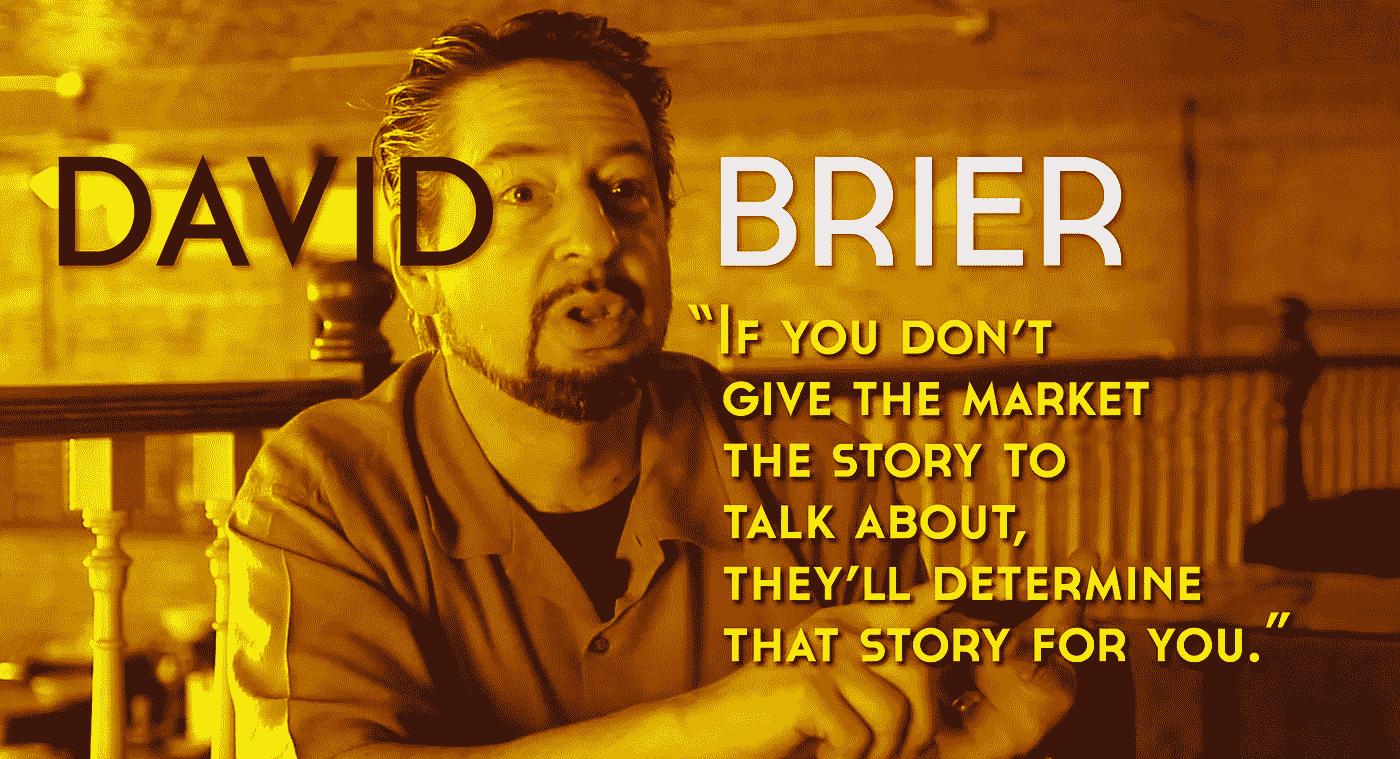 DAVID BRIER
“If you don’t
give the market
the story to
talk about,
they’ll determine
that story for you.”